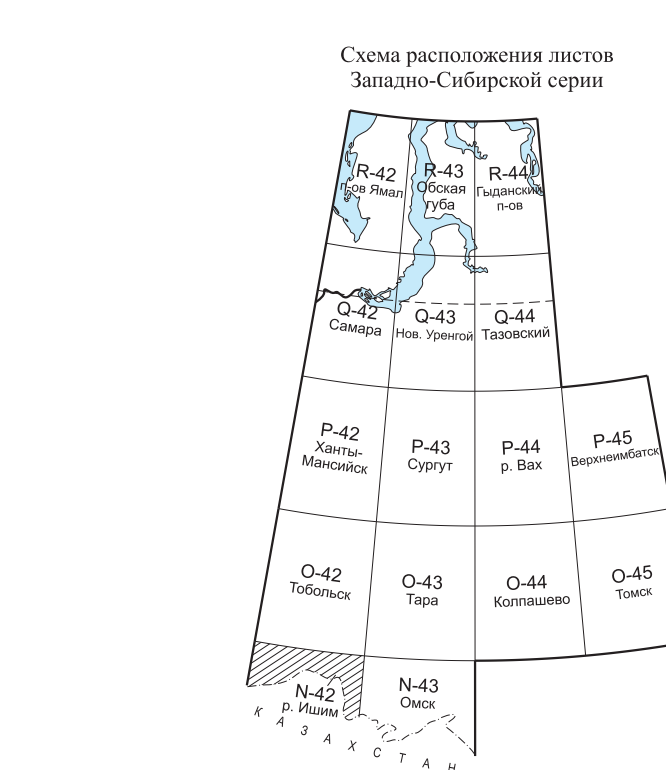 Схема расположения листов
Западно-Сибирской серии
R-42
п-ов Ямал
R-43
Обская
губа
R-44
Гыданский
п-ов
Q-42
Самара
Q-43
Нов. Уренгой
Q-44
Тазовский
P-42
Ханты-
Мансийск
P-43
Сургут
P-44
р. Вах
P-45
Верхнеимбатск
O-42
Тобольск
O-43
Тара
O-44
Колпашево
O-45
Томск
N-42
р. Ишим
N-43
Омск
КАЗАХСТАН